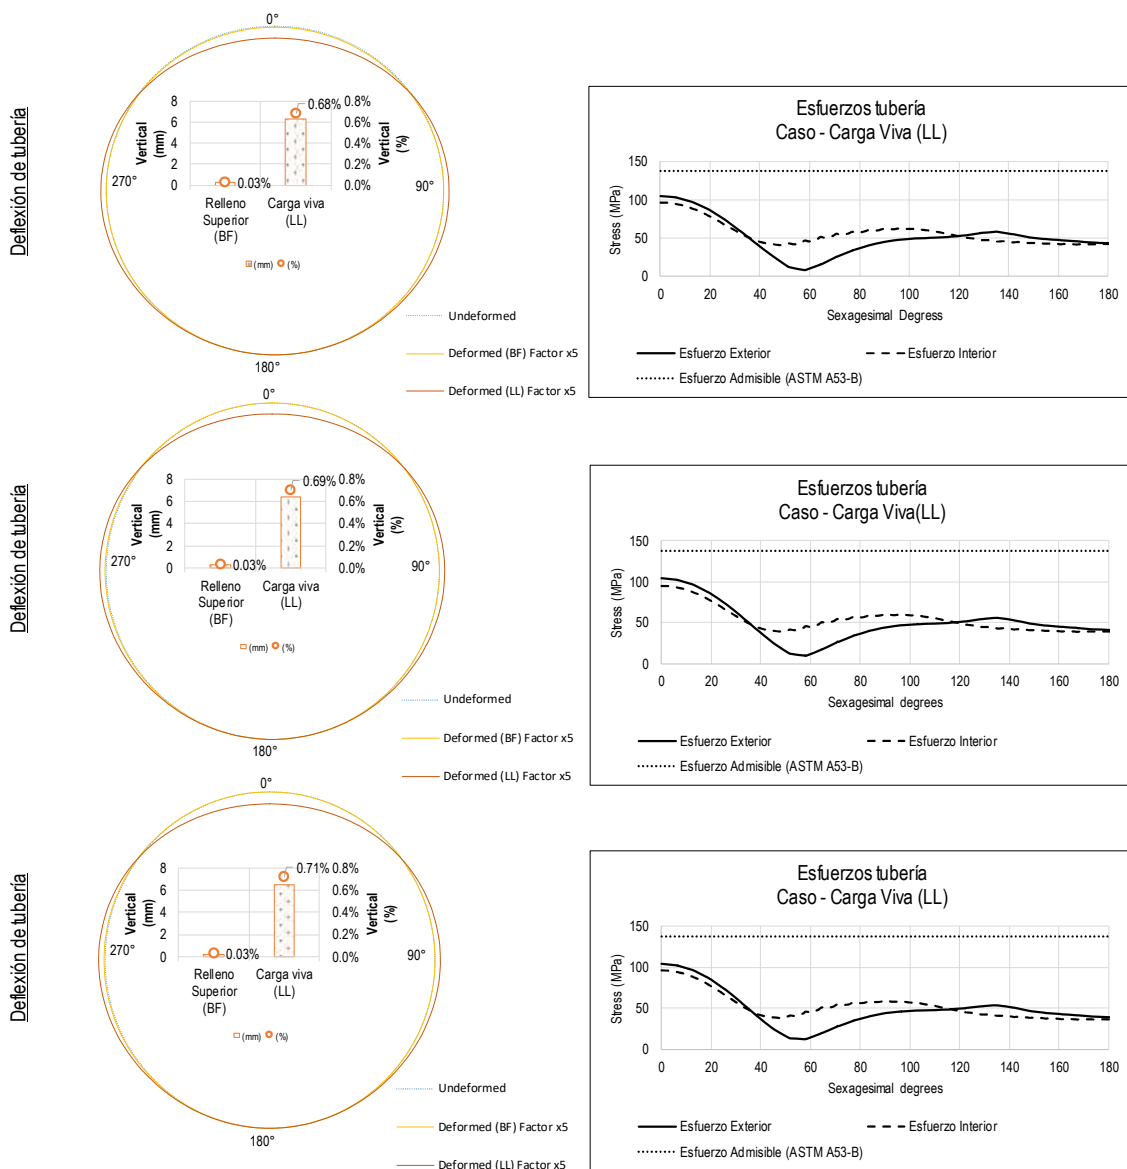 Deflexión de tubería
0°
8
6
4
2
0
Vertical
(mm)
0.68%
0.03%
0.8%
0.6%
0.4%
0.2%
0.0%
Vertical
(%)
270°
90°
Relleno
Superior
(BF)
Carga viva
(LL)
(mm) (%)
180°
Undeformed
Deformed (BF) Factor x5
Deformed (LL) Factor x5
Esfuerzos tubería
Caso - Carga Viva (LL)
150
100
50
0
Stress (MPa)
0 20 40 60 80 100 120 140 160 180
Sexagesimal Degress
Esfuerzo Exterior
Esfuerzo Interior
Esfuerzo Admisible (ASTM A53-B)
Deflexión de tubería
0°
8
6
4
2
0
Vertical
(mm)
0.69%
0.03%
0.8%
0.6%
0.4%
0.2%
0.0%
Vertical
(%)
270°
90°
Relleno
Superior
(BF)
Carga viva
(LL)
(mm) (%)
180°
Undeformed
Deformed (BF) Factor x5
Deformed (LL) Factor x5
Esfuerzos tubería
Caso - Carga Viva(LL)
150
100
50
0
Stress (MPa)
0 20 40 60 80 100 120 140 160 180
Sexagesimal degrees
Esfuerzo Exterior
Esfuerzo Interior
Esfuerzo Admisible (ASTM A53-B)
Deflexión de tubería
0°
8
6
4
2
0
Vertical
(mm)
0.71%
0.03%
0.8%
0.6%
0.4%
0.2%
0.0%
Vertical
(%)
270°
90°
Relleno
Superior
(BF)
Carga viva
(LL)
(mm) (%)
180°
Undeformed
Deformed (BF) Factor x5
Deformed (LL) Factor x5
Esfuerzos tubería
Caso - Carga Viva (LL)
150
100
50
0
Stress (MPa)
0 20 40 60 80 100 120 140 160 180
Sexagesimal degrees
Esfuerzo Exterior
Esfuerzo Interior
Esfuerzo Admisible (ASTM A53-B)